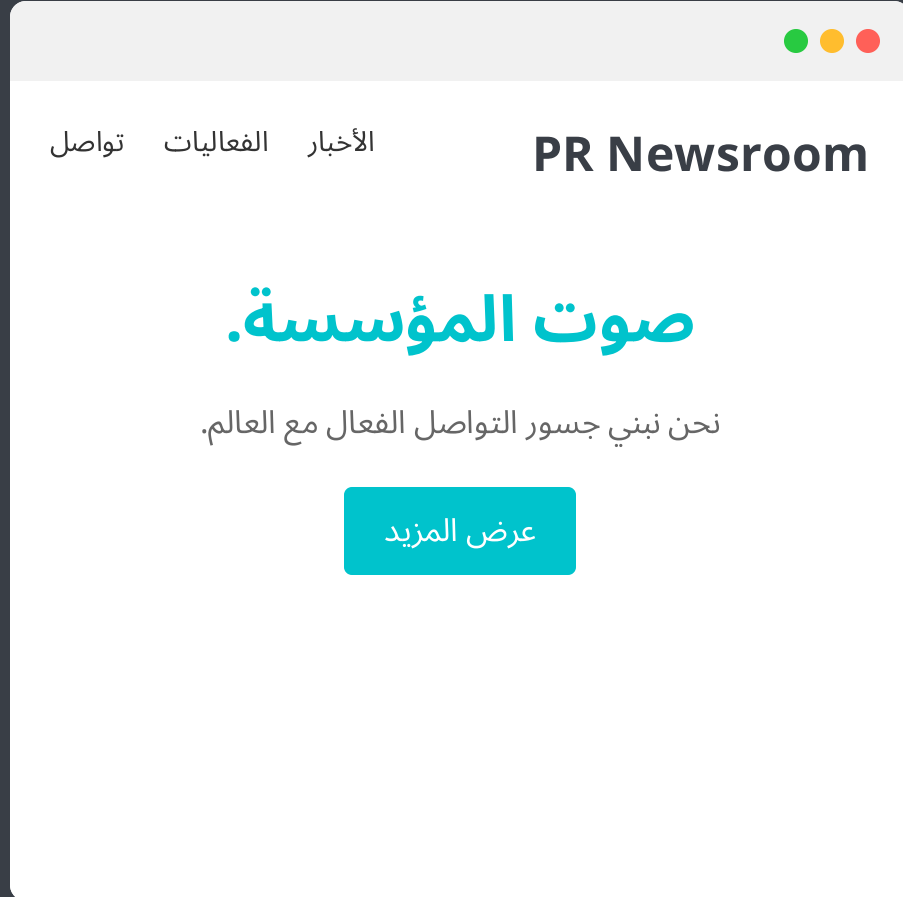 PR Newsroom
الأخبار الفعاليات تواصل
صوت المؤسسة.
نحن نبني جسور التواصل الفعال مع العالم.
عرض المزيد